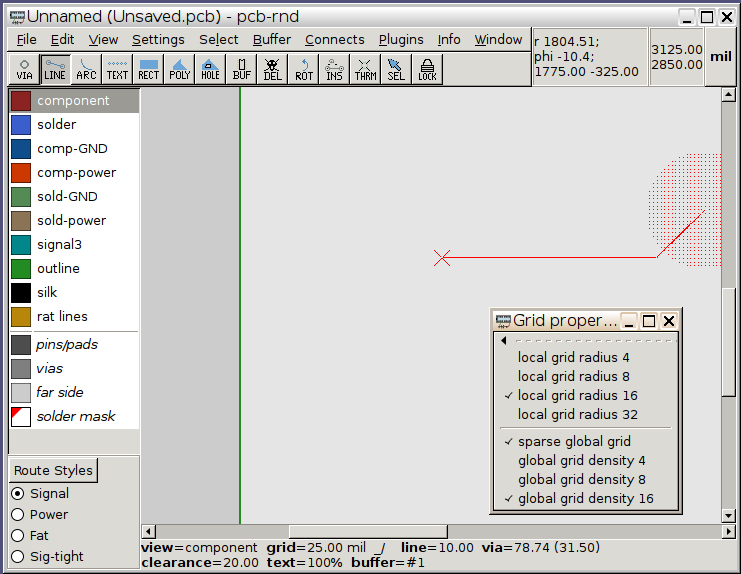 Unnamed (Unsaved.pcb) - pcb-rnd
File Edit View Settings Select Buffer Connects Plugins Info Window
r 1804.51;
phi -10.4;
1775.00 -325.00
3125.00
2850.00
mil
VIA LINE ARC TEXT RECT POLY HOLE BUF DEL ROT INS THRM SEL LOCK
component
solder
comp-GND
comp-power
sold-GND
sold-power
signal3
outline
silk
rat lines
pins/pads
vias
far side
solder mask
Route Styles
Signal
Power
Fat
Sig-tight
Grid proper...
local grid radius 4
local grid radius 8
local grid radius 16
local grid radius 32
sparse global grid
global grid density 4
global grid density 8
global grid density 16
view=component grid=25.00 mil _/ line=10.00 via=78.74 (31.50)
clearance=20.00 text=100% buffer=#1